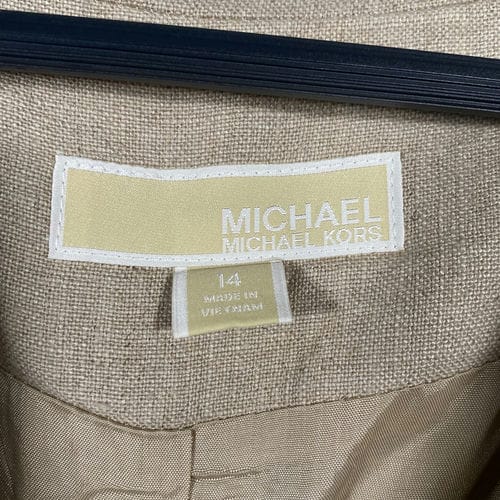 MICHAEL
MICHAEL KORS
14
MADE IN
VIETNAM